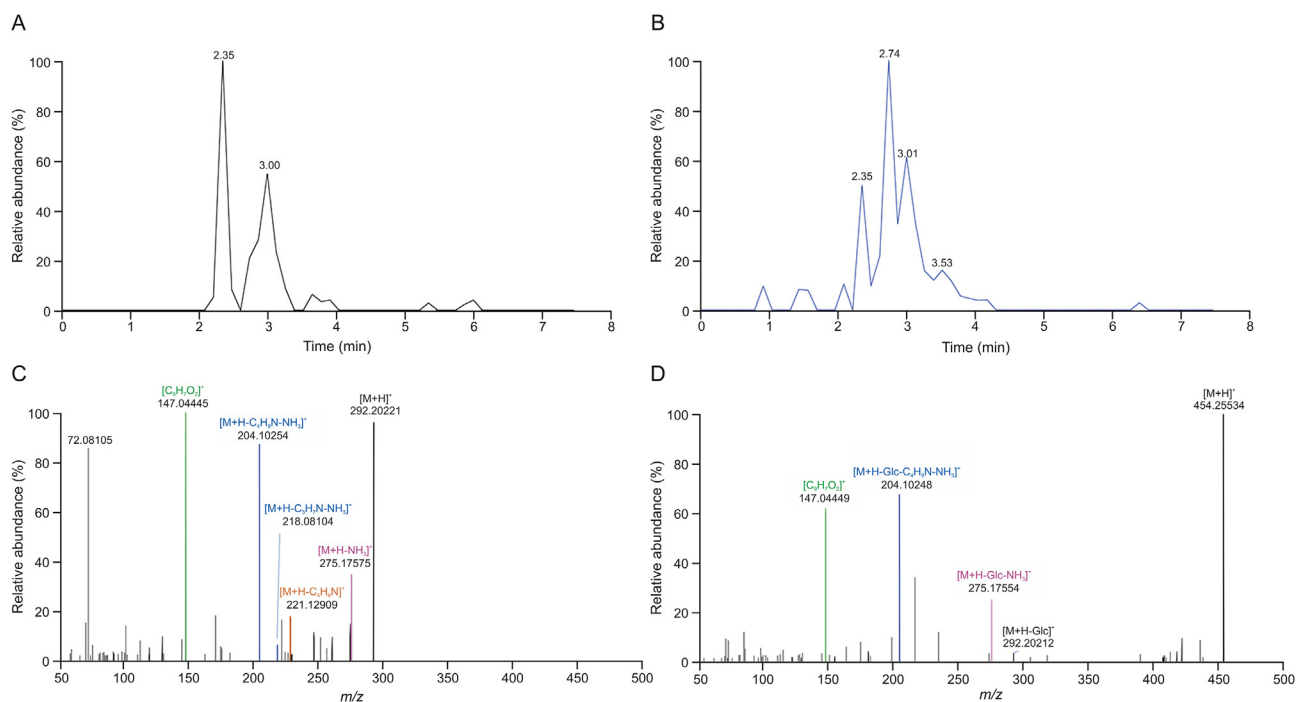 A
2.35
3.00
100
80
60
40
20
0
Relative abundance (%)
0 1 2 3 4 5 6 7 8
Time (min)
B
2.74
3.01
2.35
3.53
100
80
60
40
20
0
Relative abundance (%)
0 1 2 3 4 5 6 7 8
Time (min)
C
[C₉H₇O₂]⁺
147.04445
[M+H]⁺
292.20221
72.08105
[M+H-C₄H₉N-NH₃]⁺
204.10254
[M+H-C₃H₇N-NH₃]⁺
218.08104
[M+H-NH₃]⁺
275.17575
[M+H-C₄H₉N]⁺
221.12909
100
80
60
40
20
0
Relative abundance (%)
50 100 150 200 250 300 350 400 450 500
m/z
D
[M+H]⁺
454.25534
[M+H-Glc-C₄H₉N-NH₃]⁺
204.10248
[C₉H₇O₂]⁺
147.04449
[M+H-Glc-NH₃]⁺
275.17554
[M+H-Glc]⁺
292.20212
100
80
60
40
20
0
Relative abundance (%)
50 100 150 200 250 300 350 400 450 500
m/z